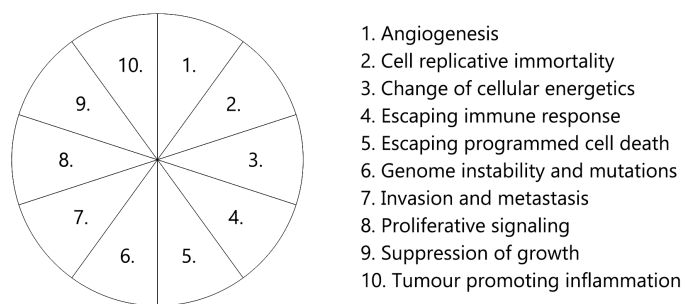 10. 1.
9. 2.
8. 3.
7. 4.
6. 5.
1. Angiogenesis
2. Cell replicative immortality
3. Change of cellular energetics
4. Escaping immune response
5. Escaping programmed cell death
6. Genome instability and mutations
7. Invasion and metastasis
8. Proliferative signaling
9. Suppression of growth
10. Tumour promoting inflammation